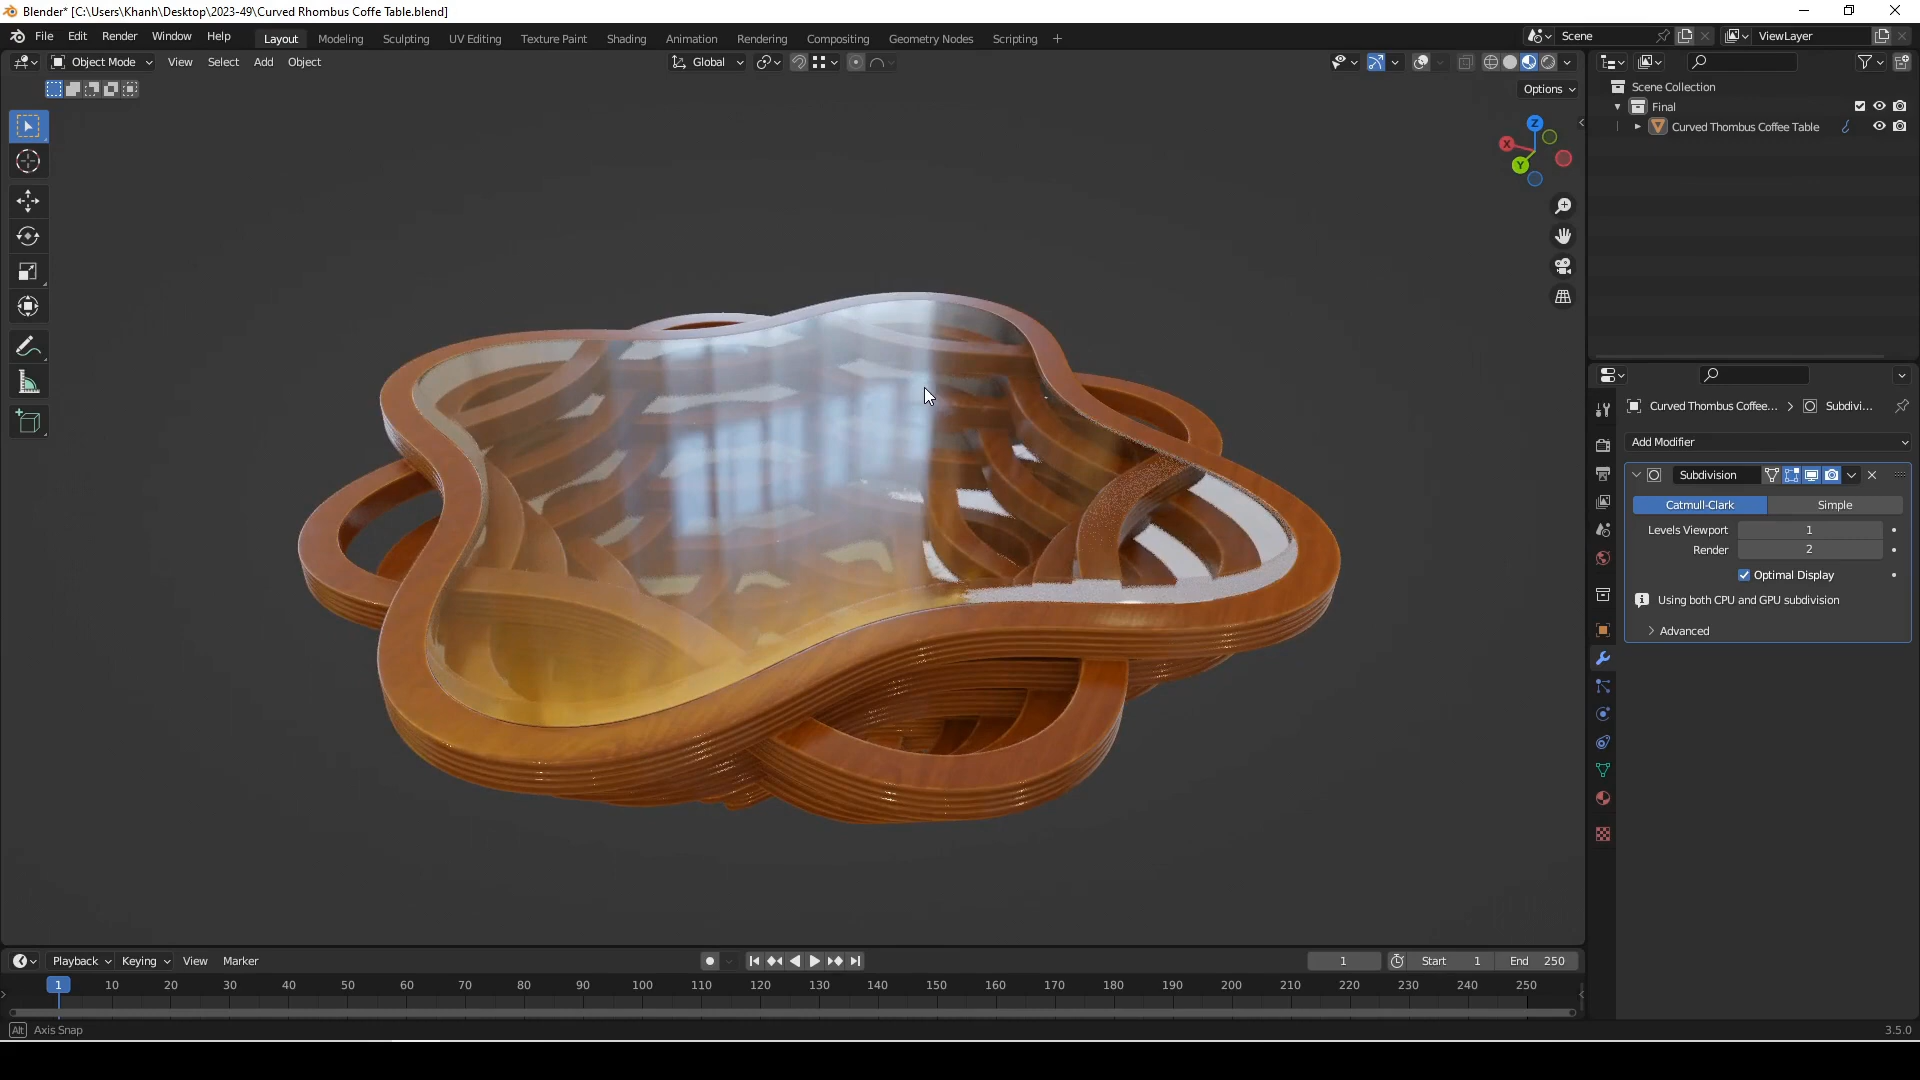 Blender* [C:\Users\Khanh\Desktop\2023-49\Curved Rhombus Coffe Table.blend]
File Edit Render Window Help
Layout Modeling Sculpting UV Editing Texture Paint Shading Animation Rendering Compositing Geometry Nodes Scripting +
Scene
ViewLayer
Object Mode View Select Add Object
Global
Options
Z
X
Y
Scene Collection
Final
Curved Thombus Coffee Table
Curved Thombus Coffee... > Subdivi...
Add Modifier
Subdivision
Catmull-Clark Simple
Levels Viewport 1
Render 2
Optimal Display
Using both CPU and GPU subdivision
Advanced
Playback Keying View Marker
1 Start 1 End 250
1 10 20 30 40 50 60 70 80 90 100 110 120 130 140 150 160 170 180 190 200 210 220 230 240 250
Alt Axis Snap
3.5.0